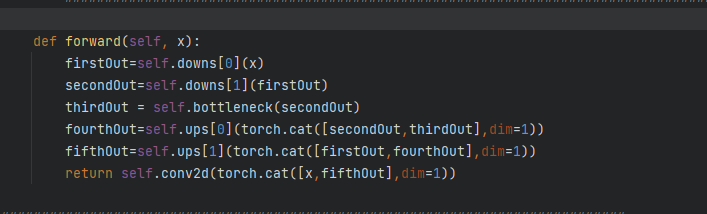 def forward(self, x):
firstOut=self.downs[0](x)
secondOut=self.downs[1](firstOut)
thirdOut = self.bottleneck(secondOut)
fourthOut=self.ups[0](torch.cat([secondOut,thirdOut],dim=1))
fifthOut=self.ups[1](torch.cat([firstOut,fourthOut],dim=1))
return self.conv2d(torch.cat([x,fifthOut],dim=1))